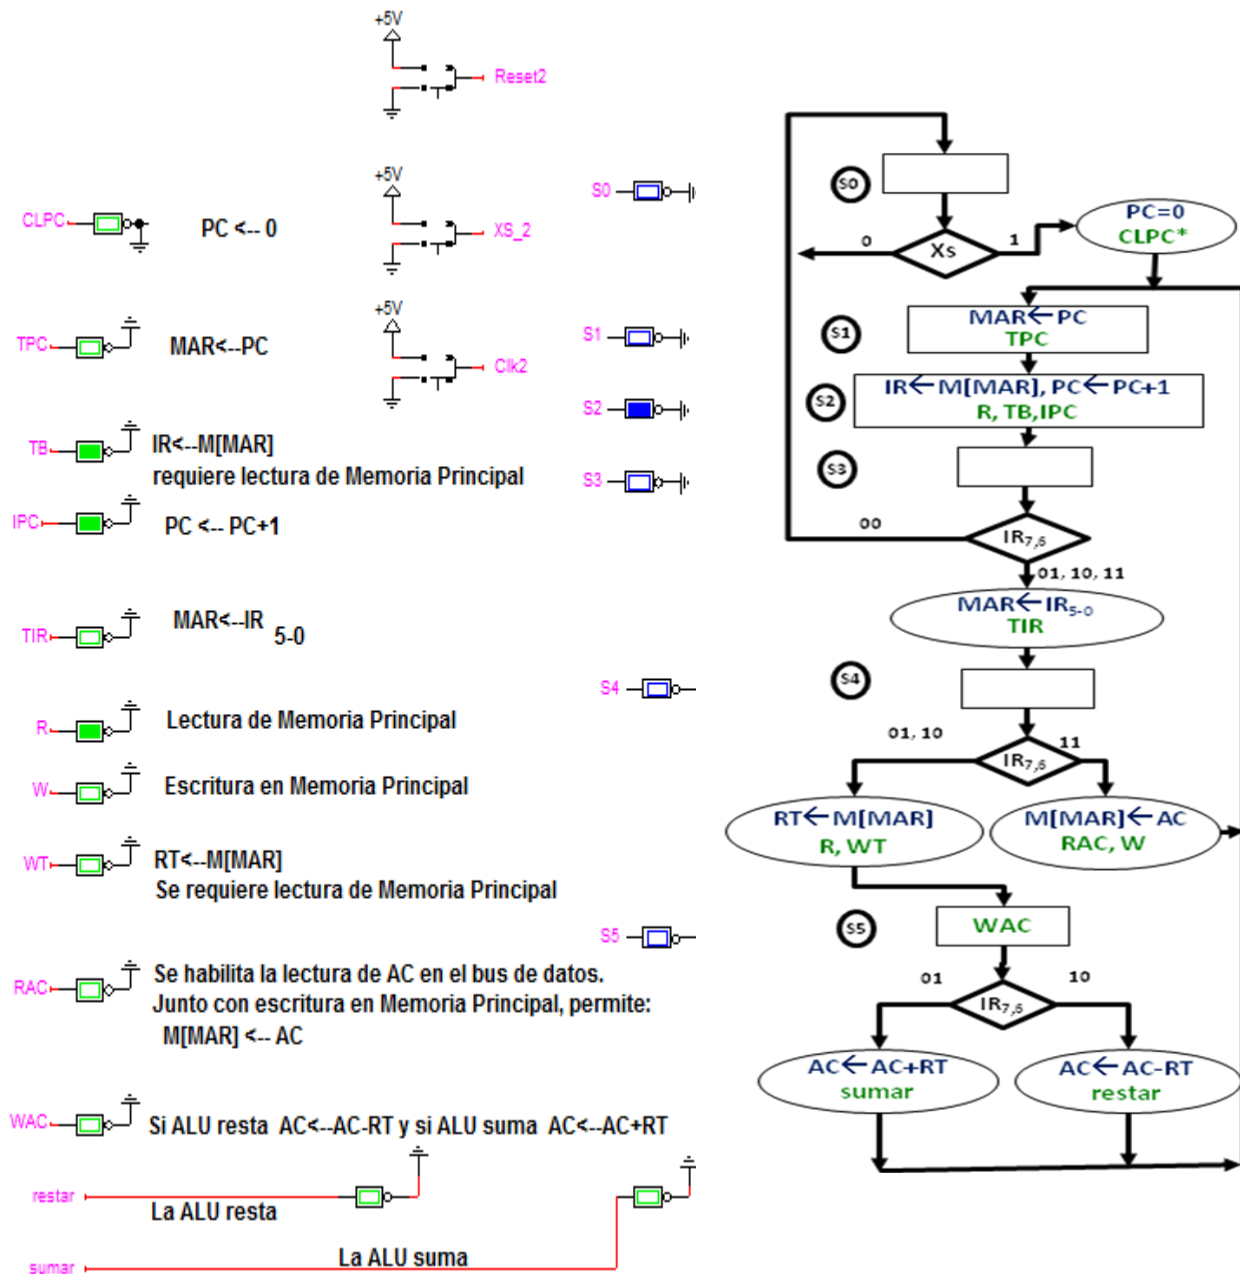 +5V
Reset2
+5V
CLPC
PC <-- 0
XS_2
S0
+5V
TPC
MAR<--PC
Clk2
S1
S2
TB
IR<--M[MAR]
requiere lectura de Memoria Principal
S3
IPC
PC <-- PC+1
TIR
MAR<--IR
5-0
S4
R
Lectura de Memoria Principal
W
Escritura en Memoria Principal
WT
RT<--M[MAR]
Se requiere lectura de Memoria Principal
S5
RAC
Se habilita la lectura de AC en el bus de datos.
Junto con escritura en Memoria Principal, permite:
M[MAR] <-- AC
WAC
Si ALU resta AC<--AC-RT y si ALU suma AC<--AC+RT
restar
La ALU resta
La ALU suma
sumar
S0
PC=0
CLPC*
0
Xs
1
S1
MAR←PC
TPC
S2
IR←M[MAR], PC←PC+1
R, TB,IPC
S3
00
IR7,6
01, 10, 11
MAR←IR5-0
TIR
S4
01, 10
IR7,6
11
RT←M[MAR]
R, WT
M[MAR]←AC
RAC, W
S5
WAC
01
IR7,6
10
AC←AC+RT
sumar
AC←AC-RT
restar